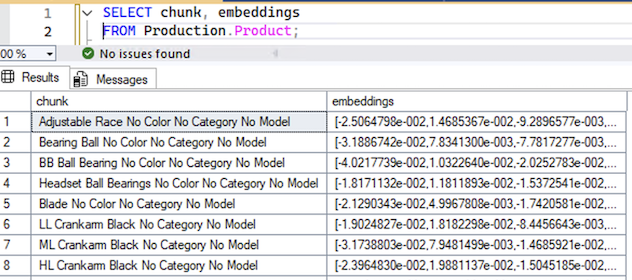 1 SELECT chunk, embeddings
2 FROM Production.Product;
00 % No issues found
Results Messages
chunk embeddings
1 Adjustable Race No Color No Category No Model [-2.5064798e-002,1.4685367e-002,-9.2896577e-003,...
2 Bearing Ball No Color No Category No Model [-3.1886742e-002,7.8341300e-003,-7.7817277e-003,...
3 BB Ball Bearing No Color No Category No Model [-4.0217739e-002,1.0322640e-002,-2.0252783e-002,...
4 Headset Ball Bearings No Color No Category No Model [-1.8171132e-002,1.1811893e-002,-1.5372541e-002,...
5 Blade No Color No Category No Model [-2.1290343e-002,4.9967808e-003,-1.7420581e-002,...
6 LL Crankarm Black No Category No Model [-1.9024827e-002,1.8182298e-002,-8.4456643e-003,...
7 ML Crankarm Black No Category No Model [-3.1738803e-002,7.9481499e-003,-1.4685921e-002,...
8 HL Crankarm Black No Category No Model [-2.3964830e-002,1.9881137e-002,-1.5045185e-002,...